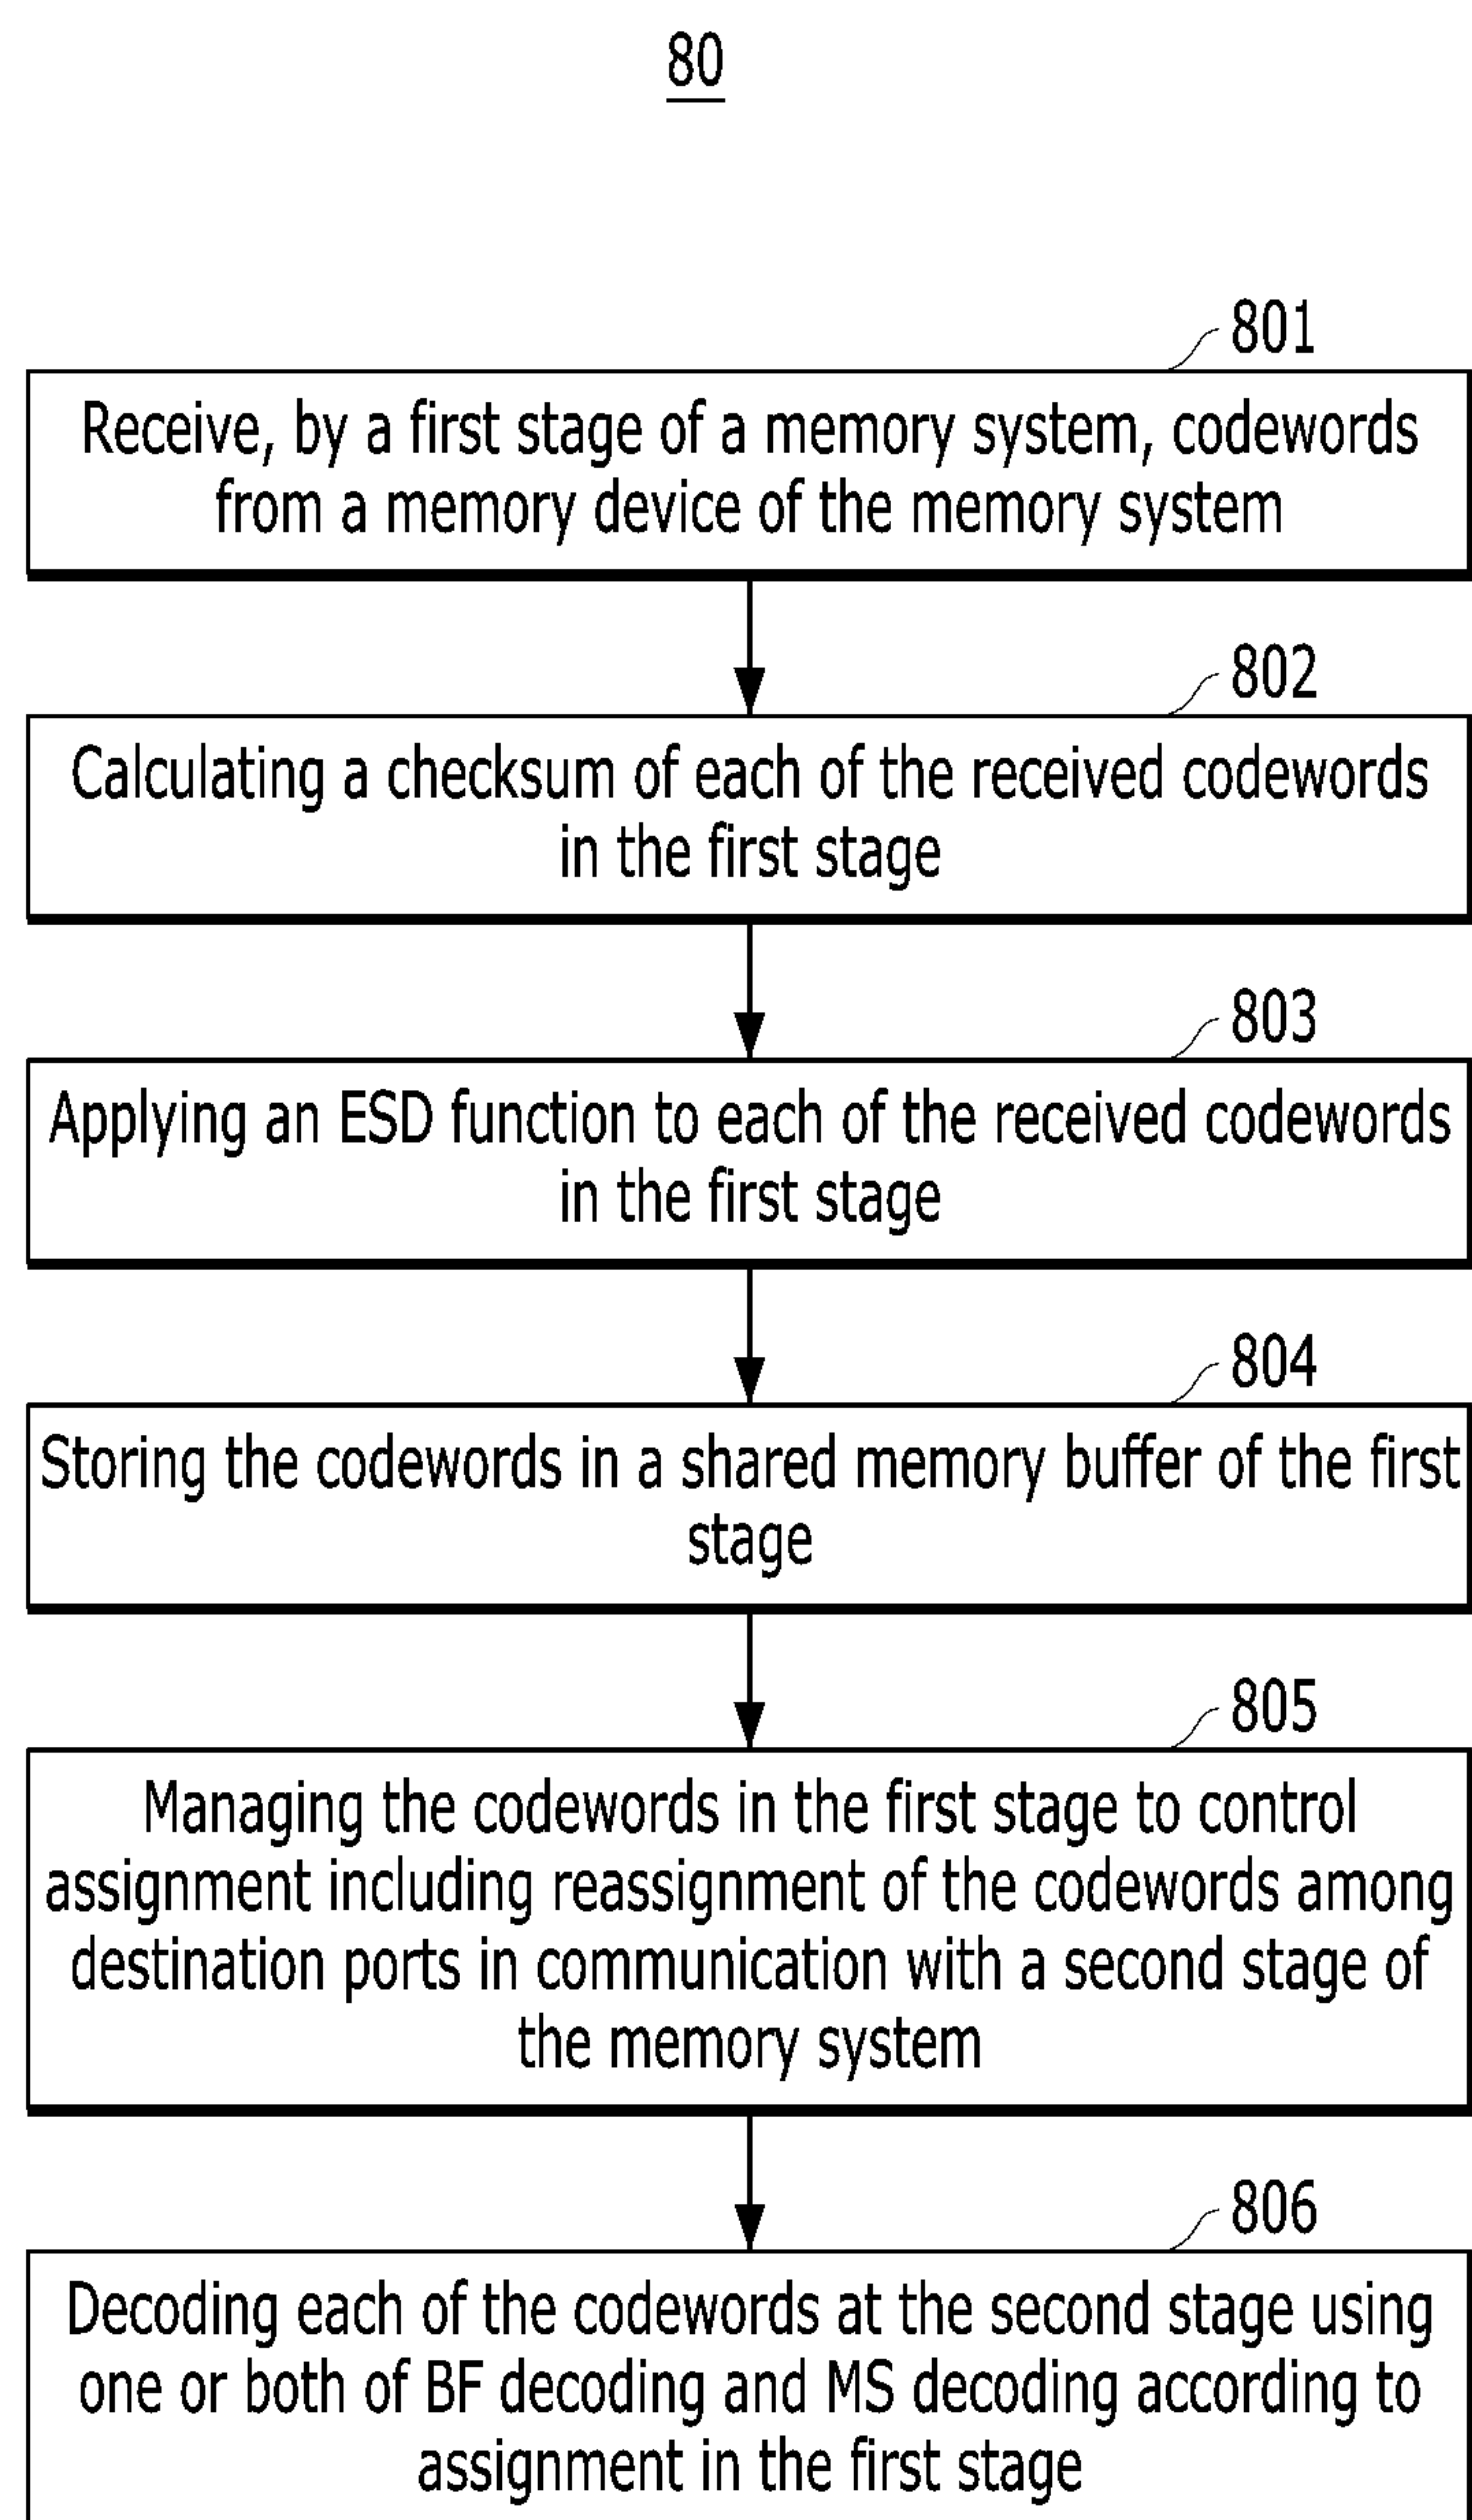 80
801
Receive, by a first stage of a memory system, codewords
from a memory device of the memory system
802
Calculating a checksum of each of the received codewords
in the first stage
803
Applying an ESD function to each of the received codewords
in the first stage
804
Storing the codewords in a shared memory buffer of the first
stage
805
Managing the codewords in the first stage to control
assignment including reassignment of the codewords among
destination ports in communication with a second stage of
the memory system
806
Decoding each of the codewords at the second stage using
one or both of BF decoding and MS decoding according to
assignment in the first stage